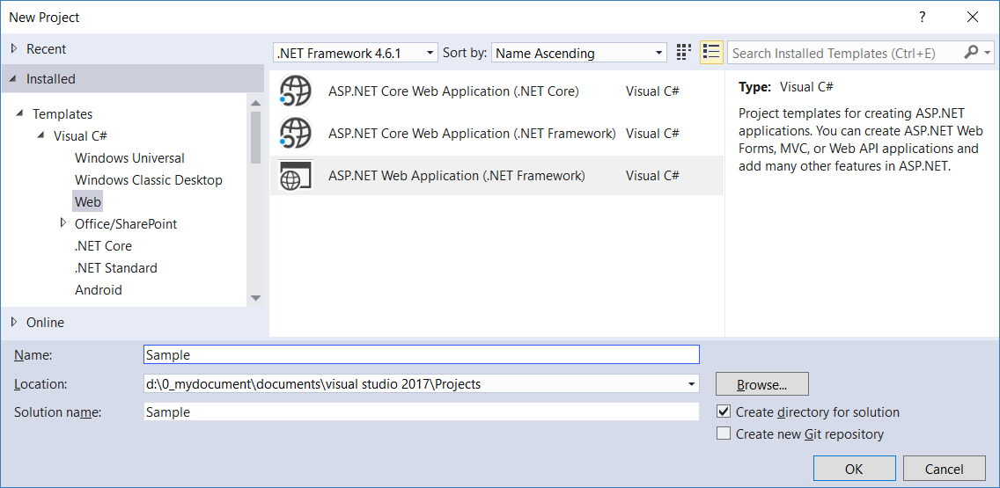 New Project
?
Recent
Installed
Templates
Visual C#
Windows Universal
Windows Classic Desktop
Web
Office/SharePoint
.NET Core
.NET Standard
Android
Online
.NET Framework 4.6.1
Sort by:
Name Ascending
Search Installed Templates (Ctrl+E)
ASP.NET Core Web Application (.NET Core) Visual C#
ASP.NET Core Web Application (.NET Framework) Visual C#
ASP.NET Web Application (.NET Framework) Visual C#
Type: Visual C#
Project templates for creating ASP.NET
applications. You can create ASP.NET Web
Forms, MVC, or Web API applications and
add many other features in ASP.NET.
Name: Sample
Location: d:\0_mydocument\documents\visual studio 2017\Projects
Browse...
Solution name: Sample
Create directory for solution
Create new Git repository
OK
Cancel